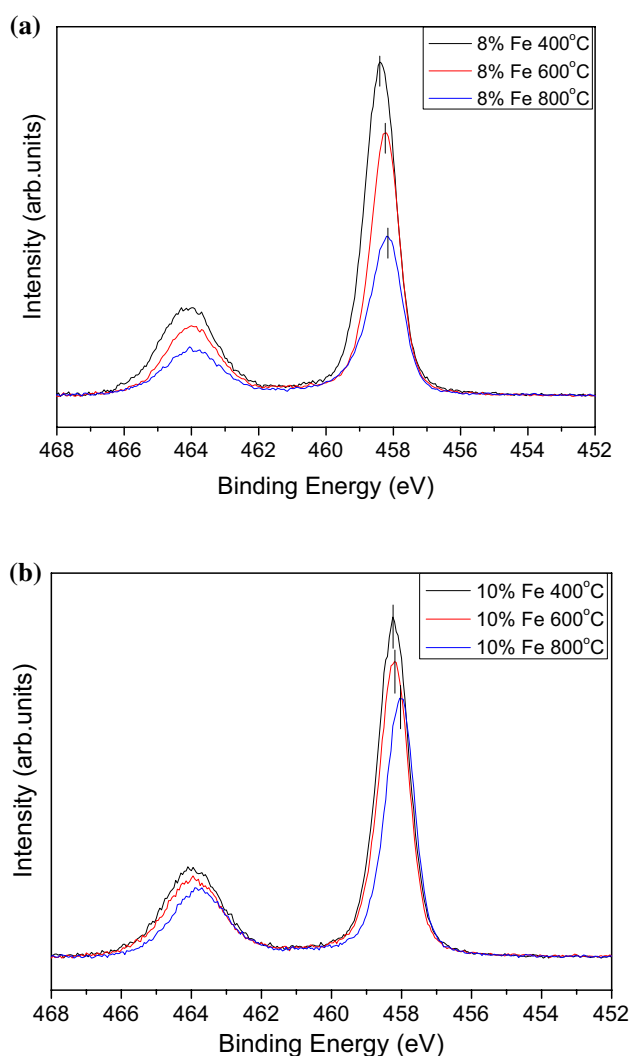 (a)
8% Fe 400°C
8% Fe 600°C
8% Fe 800°C
Intensity (arb.units)
468 466 464 462 460 458 456 454 452
Binding Energy (eV)
(b)
10% Fe 400°C
10% Fe 600°C
10% Fe 800°C
Intensity (arb.units)
468 466 464 462 460 458 456 454 452
Binding Energy (eV)